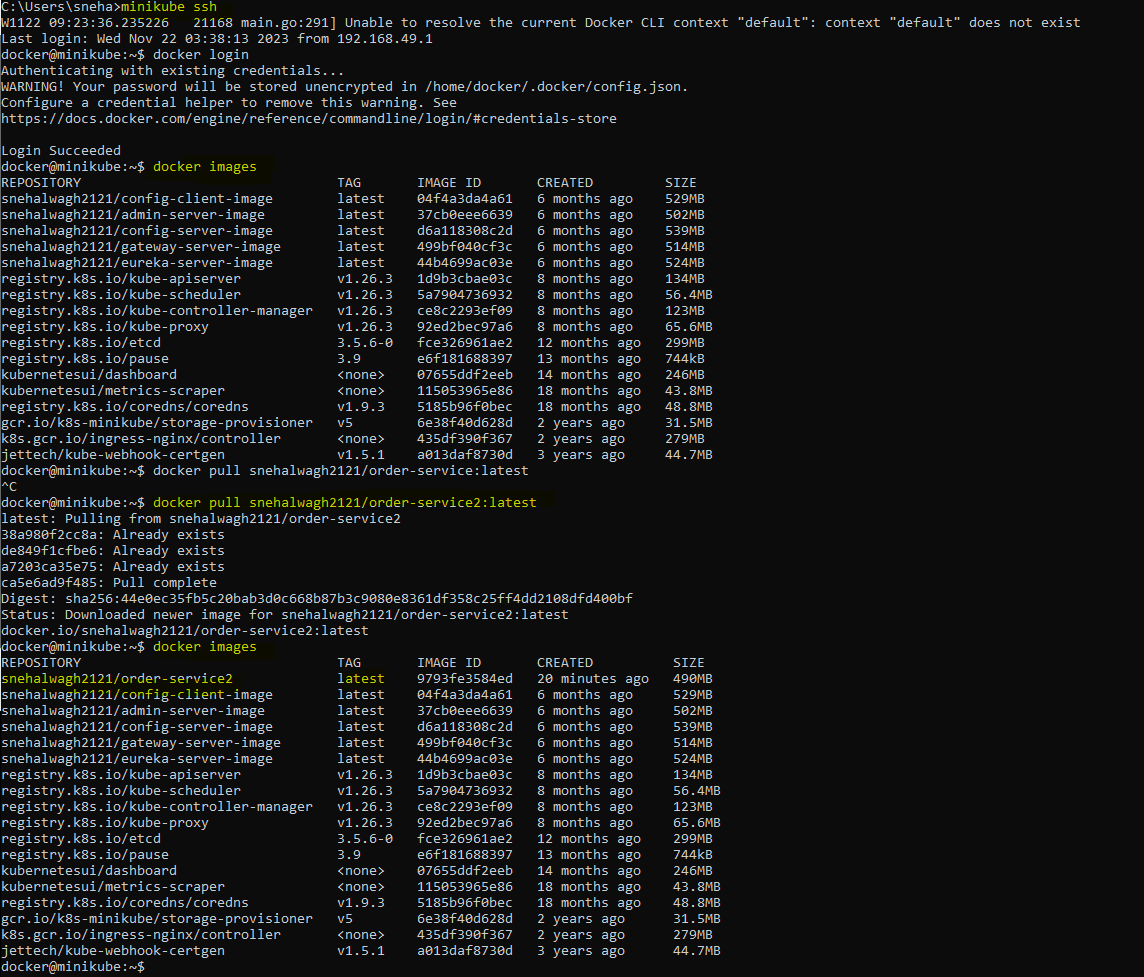 C:\Users\sneha>minikube ssh
W1122 09:23:36.235226   21168 main.go:291] Unable to resolve the current Docker CLI context "default": context "default" does not exist
Last login: Wed Nov 22 03:38:13 2023 from 192.168.49.1
docker@minikube:~$ docker login
Authenticating with existing credentials...
WARNING! Your password will be stored unencrypted in /home/docker/.docker/config.json.
Configure a credential helper to remove this warning. See
https://docs.docker.com/engine/reference/commandline/login/#credentials-store

Login Succeeded
docker@minikube:~$ docker images
REPOSITORY                                TAG       IMAGE ID       CREATED         SIZE
snehalwagh2121/config-client-image        latest    04f4a3da4a61   6 months ago    529MB
snehalwagh2121/admin-server-image         latest    37cb0eee6639   6 months ago    502MB
snehalwagh2121/config-server-image        latest    d6a118308c2d   6 months ago    539MB
snehalwagh2121/gateway-server-image       latest    499bf040cf3c   6 months ago    514MB
snehalwagh2121/eureka-server-image        latest    44b4699ac03e   6 months ago    524MB
registry.k8s.io/kube-apiserver            v1.26.3   1d9b3cbae03c   8 months ago    134MB
registry.k8s.io/kube-scheduler            v1.26.3   5a7904736932   8 months ago    56.4MB
registry.k8s.io/kube-controller-manager   v1.26.3   ce8c2293ef09   8 months ago    123MB
registry.k8s.io/kube-proxy                v1.26.3   92ed2bec97a6   8 months ago    65.6MB
registry.k8s.io/etcd                      3.5.6-0   fce326961ae2   12 months ago   299MB
registry.k8s.io/pause                     3.9       e6f181688397   13 months ago   744kB
kubernetesui/dashboard                    <none>    07655ddf2eeb   14 months ago   246MB
kubernetesui/metrics-scraper              <none>    115053965e86   18 months ago   43.8MB
registry.k8s.io/coredns/coredns           v1.9.3    5185b96f0bec   18 months ago   48.8MB
gcr.io/k8s-minikube/storage-provisioner   v5        6e38f40d628d   2 years ago     31.5MB
k8s.gcr.io/ingress-nginx/controller       <none>    435df390f367   2 years ago     279MB
jettech/kube-webhook-certgen              v1.5.1    a013daf8730d   3 years ago     44.7MB
docker@minikube:~$ docker pull snehalwagh2121/order-service:latest
^C
docker@minikube:~$ docker pull snehalwagh2121/order-service2:latest
latest: Pulling from snehalwagh2121/order-service2
38a980f2cc8a: Already exists
de849f1cfbe6: Already exists
a7203ca35e75: Already exists
ca5e6ad9f485: Pull complete
Digest: sha256:44e0ec35fb5c20bab3d0c668b87b3c9080e8361df358c25ff4dd2108dfd400bf
Status: Downloaded newer image for snehalwagh2121/order-service2:latest
docker.io/snehalwagh2121/order-service2:latest
docker@minikube:~$ docker images
REPOSITORY                                TAG       IMAGE ID       CREATED          SIZE
snehalwagh2121/order-service2             latest    9793fe3584ed   20 minutes ago   490MB
snehalwagh2121/config-client-image        latest    04f4a3da4a61   6 months ago     529MB
snehalwagh2121/admin-server-image         latest    37cb0eee6639   6 months ago     502MB
snehalwagh2121/config-server-image        latest    d6a118308c2d   6 months ago     539MB
snehalwagh2121/gateway-server-image       latest    499bf040cf3c   6 months ago     514MB
snehalwagh2121/eureka-server-image        latest    44b4699ac03e   6 months ago     524MB
registry.k8s.io/kube-apiserver            v1.26.3   1d9b3cbae03c   8 months ago     134MB
registry.k8s.io/kube-scheduler            v1.26.3   5a7904736932   8 months ago     56.4MB
registry.k8s.io/kube-controller-manager   v1.26.3   ce8c2293ef09   8 months ago     123MB
registry.k8s.io/kube-proxy                v1.26.3   92ed2bec97a6   8 months ago     65.6MB
registry.k8s.io/etcd                      3.5.6-0   fce326961ae2   12 months ago    299MB
registry.k8s.io/pause                     3.9       e6f181688397   13 months ago    744kB
kubernetesui/dashboard                    <none>    07655ddf2eeb   14 months ago    246MB
kubernetesui/metrics-scraper              <none>    115053965e86   18 months ago    43.8MB
registry.k8s.io/coredns/coredns           v1.9.3    5185b96f0bec   18 months ago    48.8MB
gcr.io/k8s-minikube/storage-provisioner   v5        6e38f40d628d   2 years ago      31.5MB
k8s.gcr.io/ingress-nginx/controller       <none>    435df390f367   2 years ago      279MB
jettech/kube-webhook-certgen              v1.5.1    a013daf8730d   3 years ago      44.7MB
docker@minikube:~$